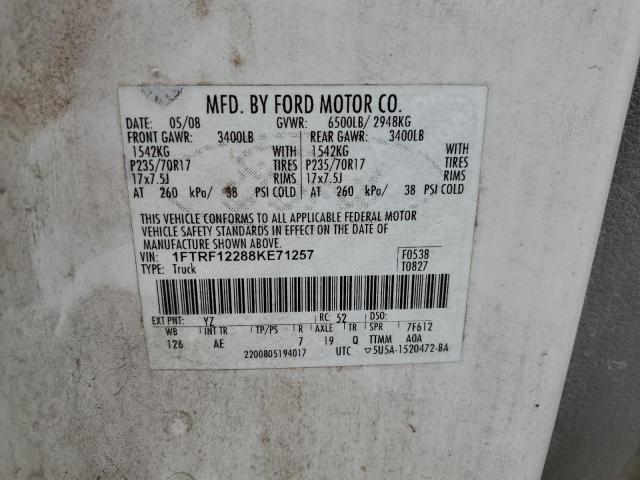 MFD. BY FORD MOTOR CO.
DATE: 05/08 GVWR: 6500LB/ 2948KG
FRONT GAWR: 3400LB REAR GAWR: 3400LB
1542KG WITH 1542KG WITH
P235/70R17 TIRES P235/70R17 TIRES
17x7.5J RIMS 17x7.5J RIMS
AT 260 kPa/ 38 PSI COLD AT 260 kPa/ 38 PSI COLD
THIS VEHICLE CONFORMS TO ALL APPLICABLE FEDERAL MOTOR
VEHICLE SAFETY STANDARDS IN EFFECT ON THE DATE OF
MANUFACTURE SHOWN ABOVE.
VIN: 1FTRF12288KE71257 F0538
TYPE: Truck T0827
EXT PNT: YZ RC: 52 DSO:
WB INT TR TP/PS R AXLE TR SPR 7F612
126 AE 7 19 Q TTMM A0A
2200805194017 UTC ▽5U5A-1520472-BA